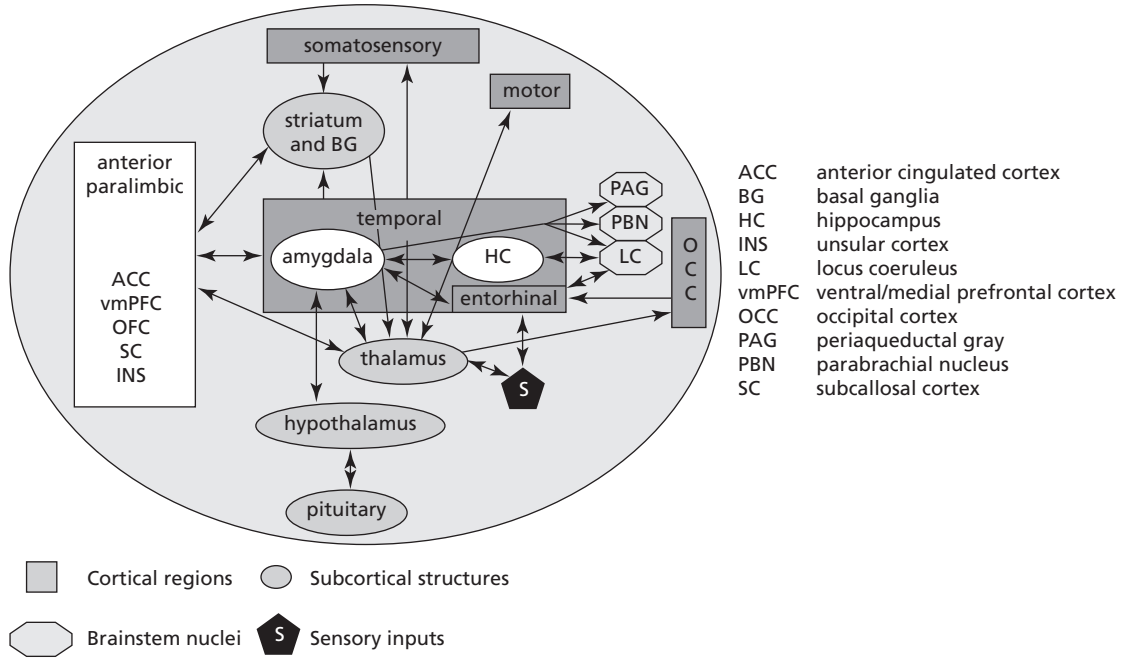 somatosensory
motor
striatum
and BG
anterior
paralimbic
ACC
vmPFC
OFC
SC
INS
temporal
amygdala
HC
entorhinal
PAG
PBN
LC
O
C
C
thalamus
S
hypothalamus
pituitary
ACC anterior cingulated cortex
BG basal ganglia
HC hippocampus
INS unsular cortex
LC locus coeruleus
vmPFC ventral/medial prefrontal cortex
OCC occipital cortex
PAG periaqueductal gray
PBN parabrachial nucleus
SC subcallosal cortex
Cortical regions
Subcortical structures
Brainstem nuclei
S Sensory inputs